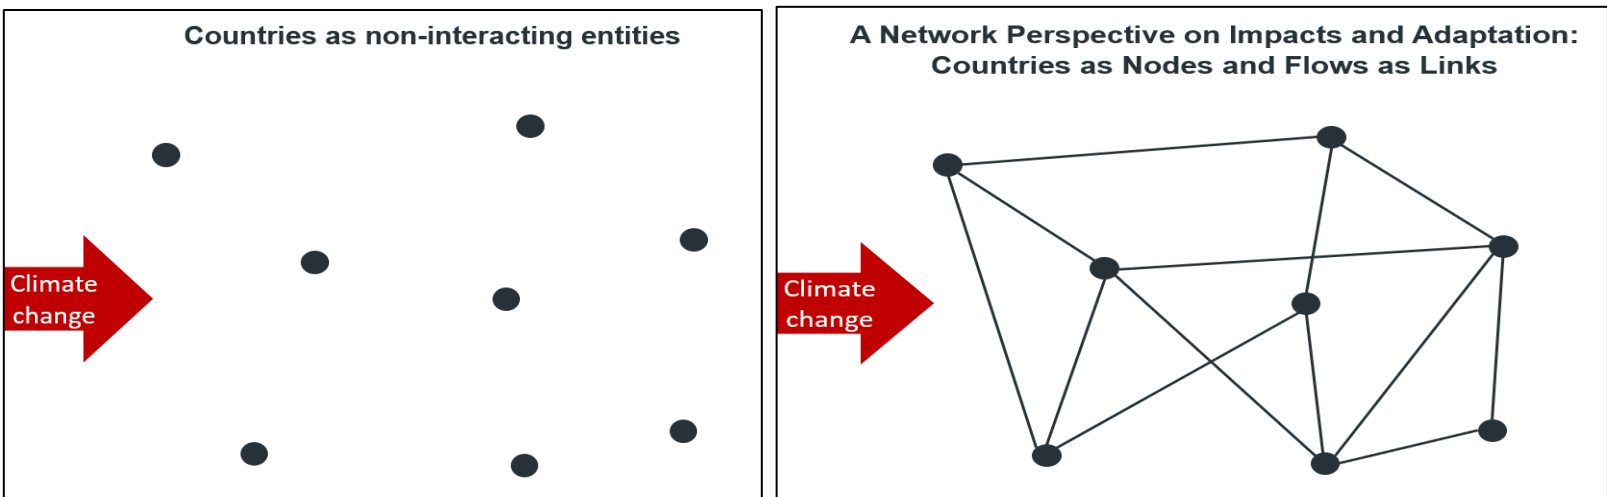 Countries as non-interacting entities
Climate
change
A Network Perspective on Impacts and Adaptation:
Countries as Nodes and Flows as Links
Climate
change